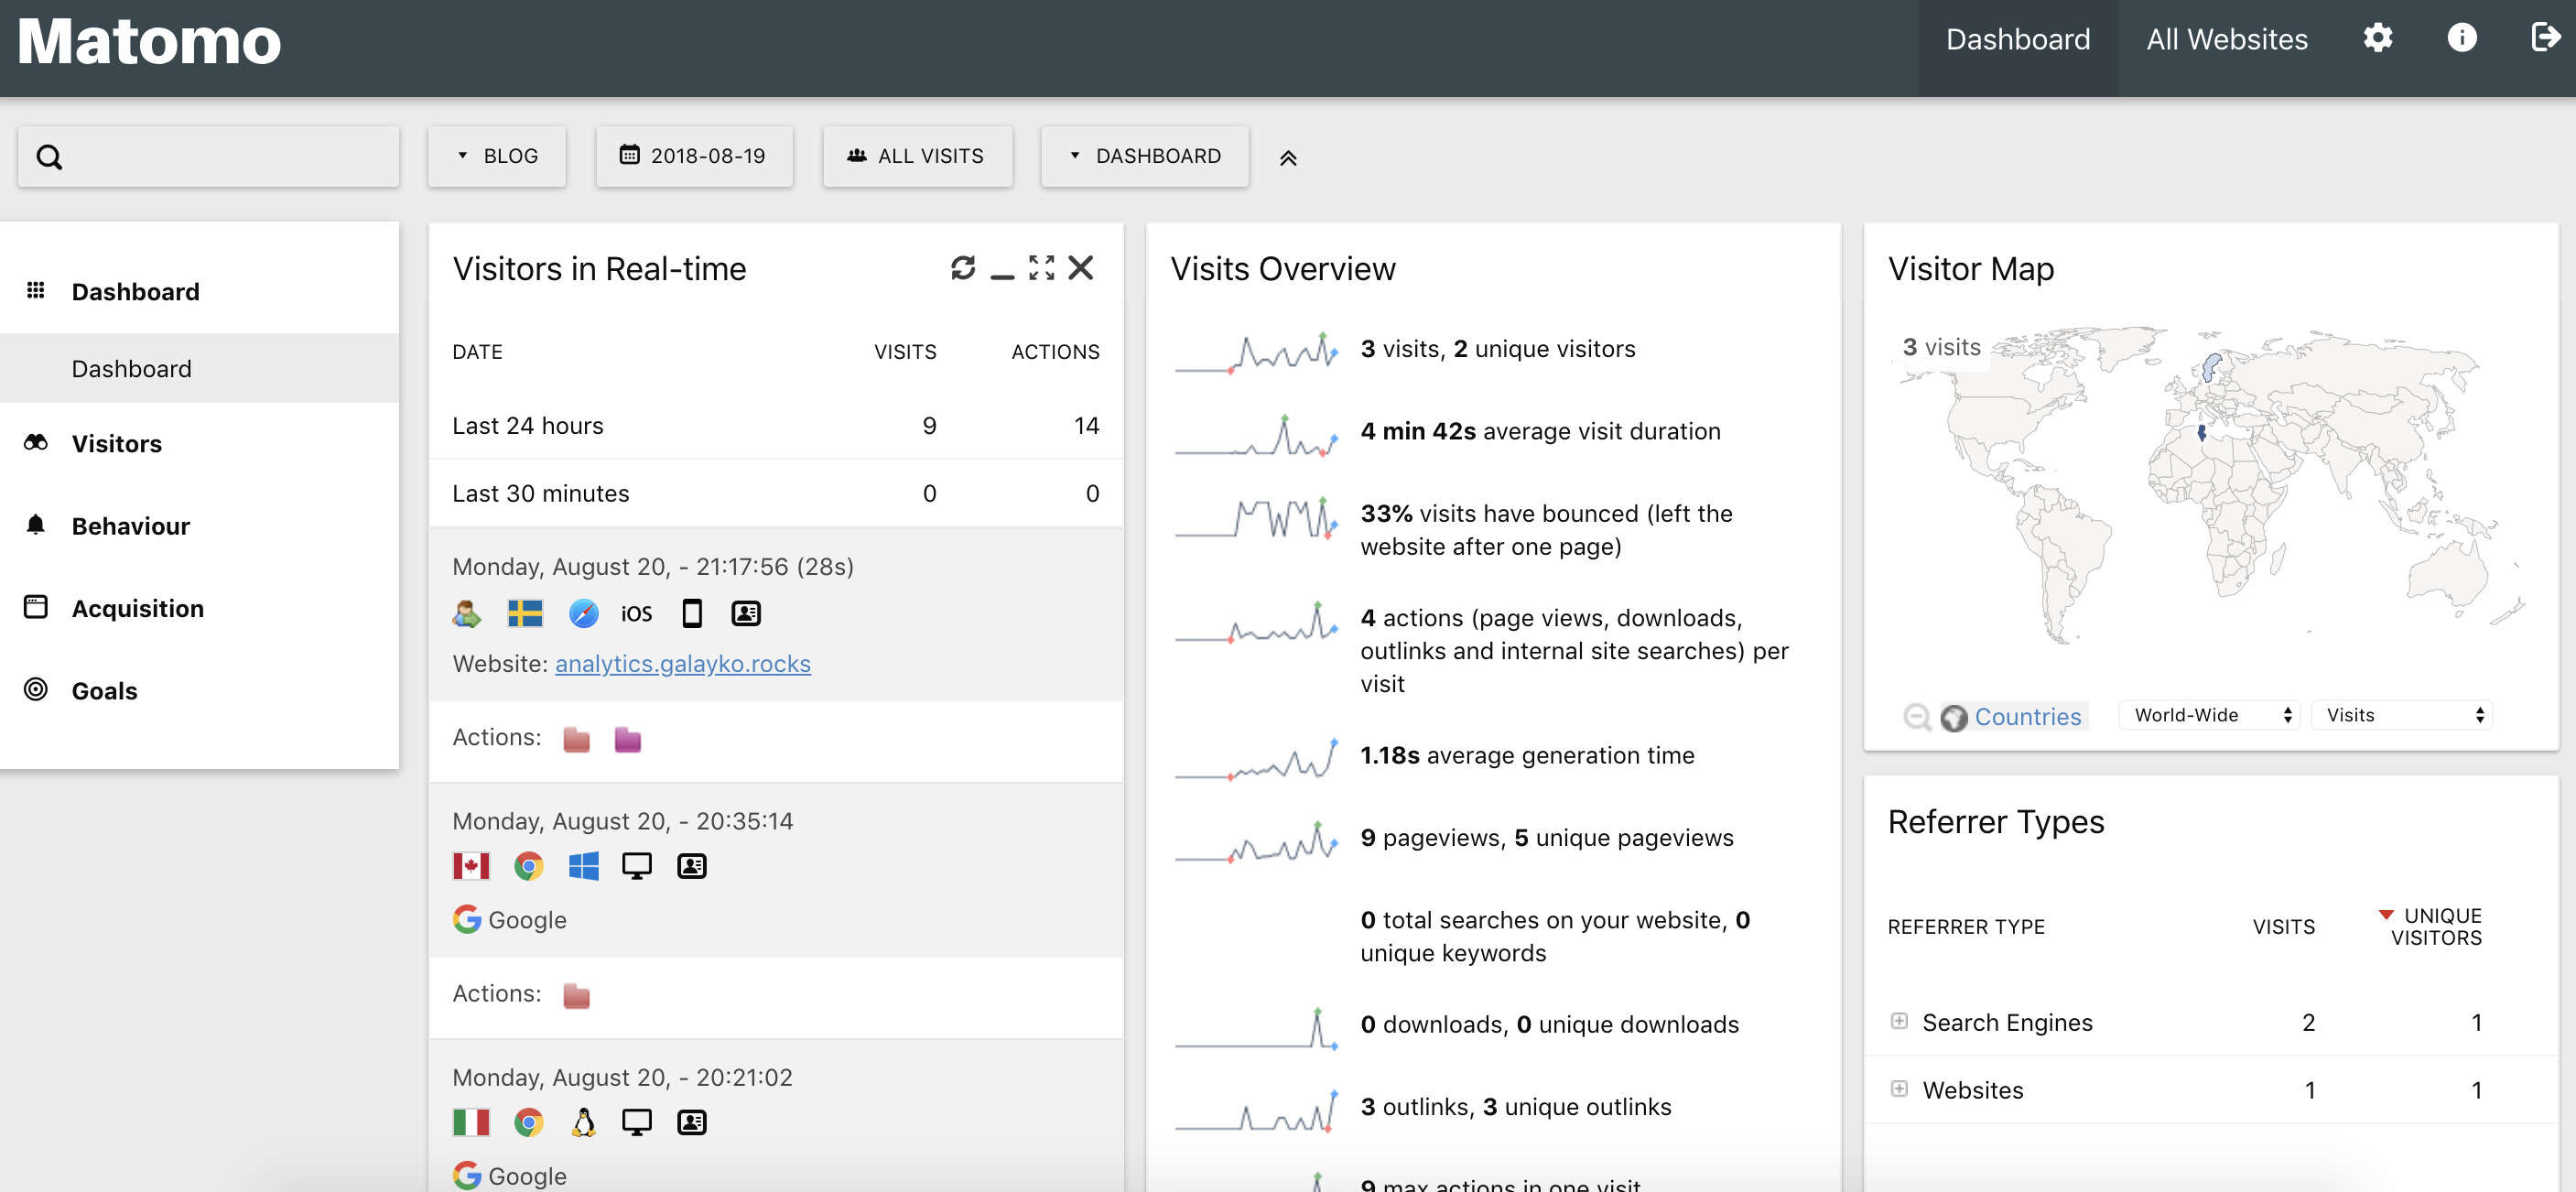 Matomo
Dashboard
All Websites
BLOG
2018-08-19
ALL VISITS
DASHBOARD
Dashboard
Dashboard
Visitors
Behaviour
Acquisition
Goals
Visitors in Real-time
DATE VISITS ACTIONS
Last 24 hours 9 14
Last 30 minutes 0 0
Monday, August 20, - 21:17:56 (28s)
iOS
Website: analytics.galayko.rocks
Actions:
Monday, August 20, - 20:35:14
Google
Actions:
Monday, August 20, - 20:21:02
Google
Visits Overview
3 visits, 2 unique visitors
4 min 42s average visit duration
33% visits have bounced (left the
website after one page)
4 actions (page views, downloads,
outlinks and internal site searches) per
visit
1.18s average generation time
9 pageviews, 5 unique pageviews
0 total searches on your website, 0
unique keywords
0 downloads, 0 unique downloads
3 outlinks, 3 unique outlinks
9 max actions in one visit
Visitor Map
3 visits
Countries
World-Wide
Visits
Referrer Types
REFERRER TYPE VISITS UNIQUE
VISITORS
Search Engines 2 1
Websites 1 1